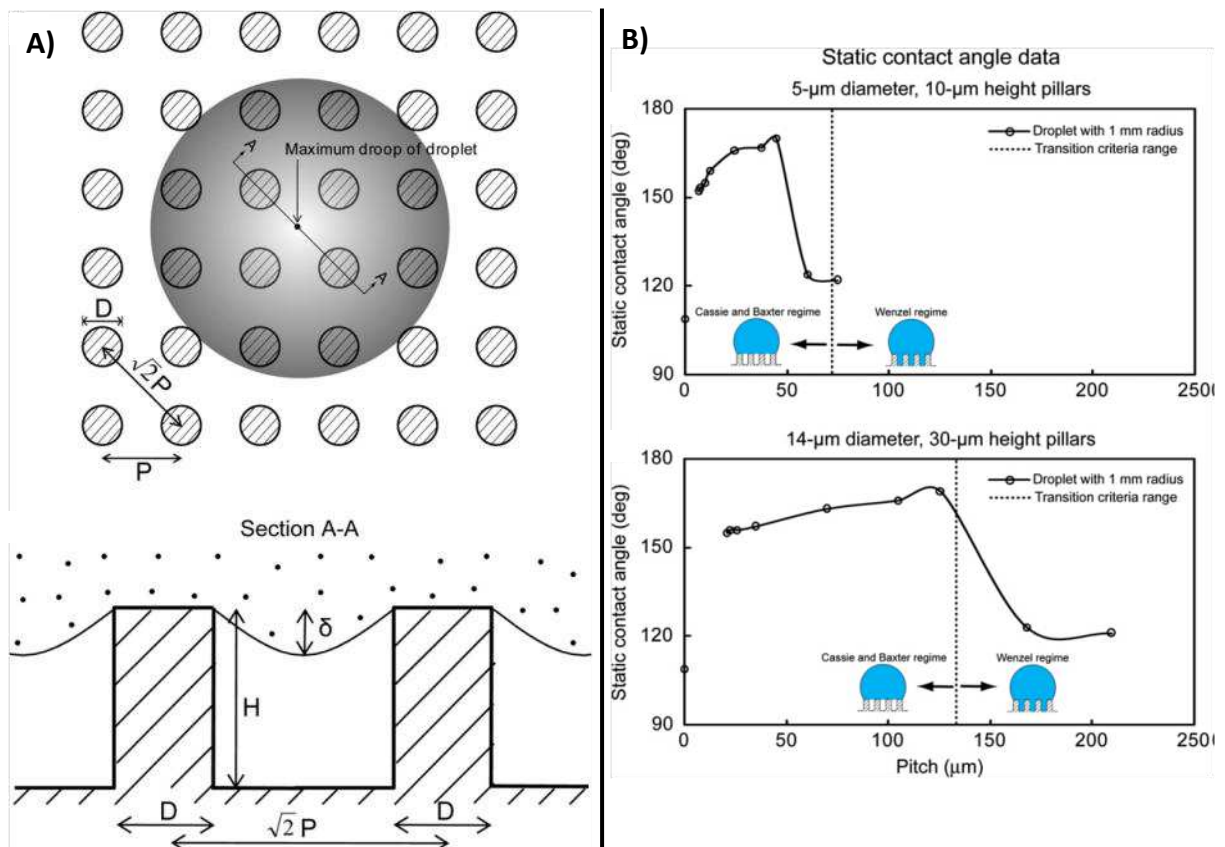 A)
Maximum droop of droplet
A
A
D
√2P
P
Section A-A
δ
H
D
D
√2 P
B)
Static contact angle data
5-μm diameter, 10-μm height pillars
180
150
120
90
Static contact angle (deg)
Droplet with 1 mm radius
Transition criteria range
Cassie and Baxter regime
Wenzel regime
0
50
100
150
200
2500
14-μm diameter, 30-μm height pillars
180
150
120
90
Static contact angle (deg)
Droplet with 1 mm radius
Transition criteria range
Cassie and Baxter regime
Wenzel regime
0
50
100
150
200
2500
Pitch (μm)